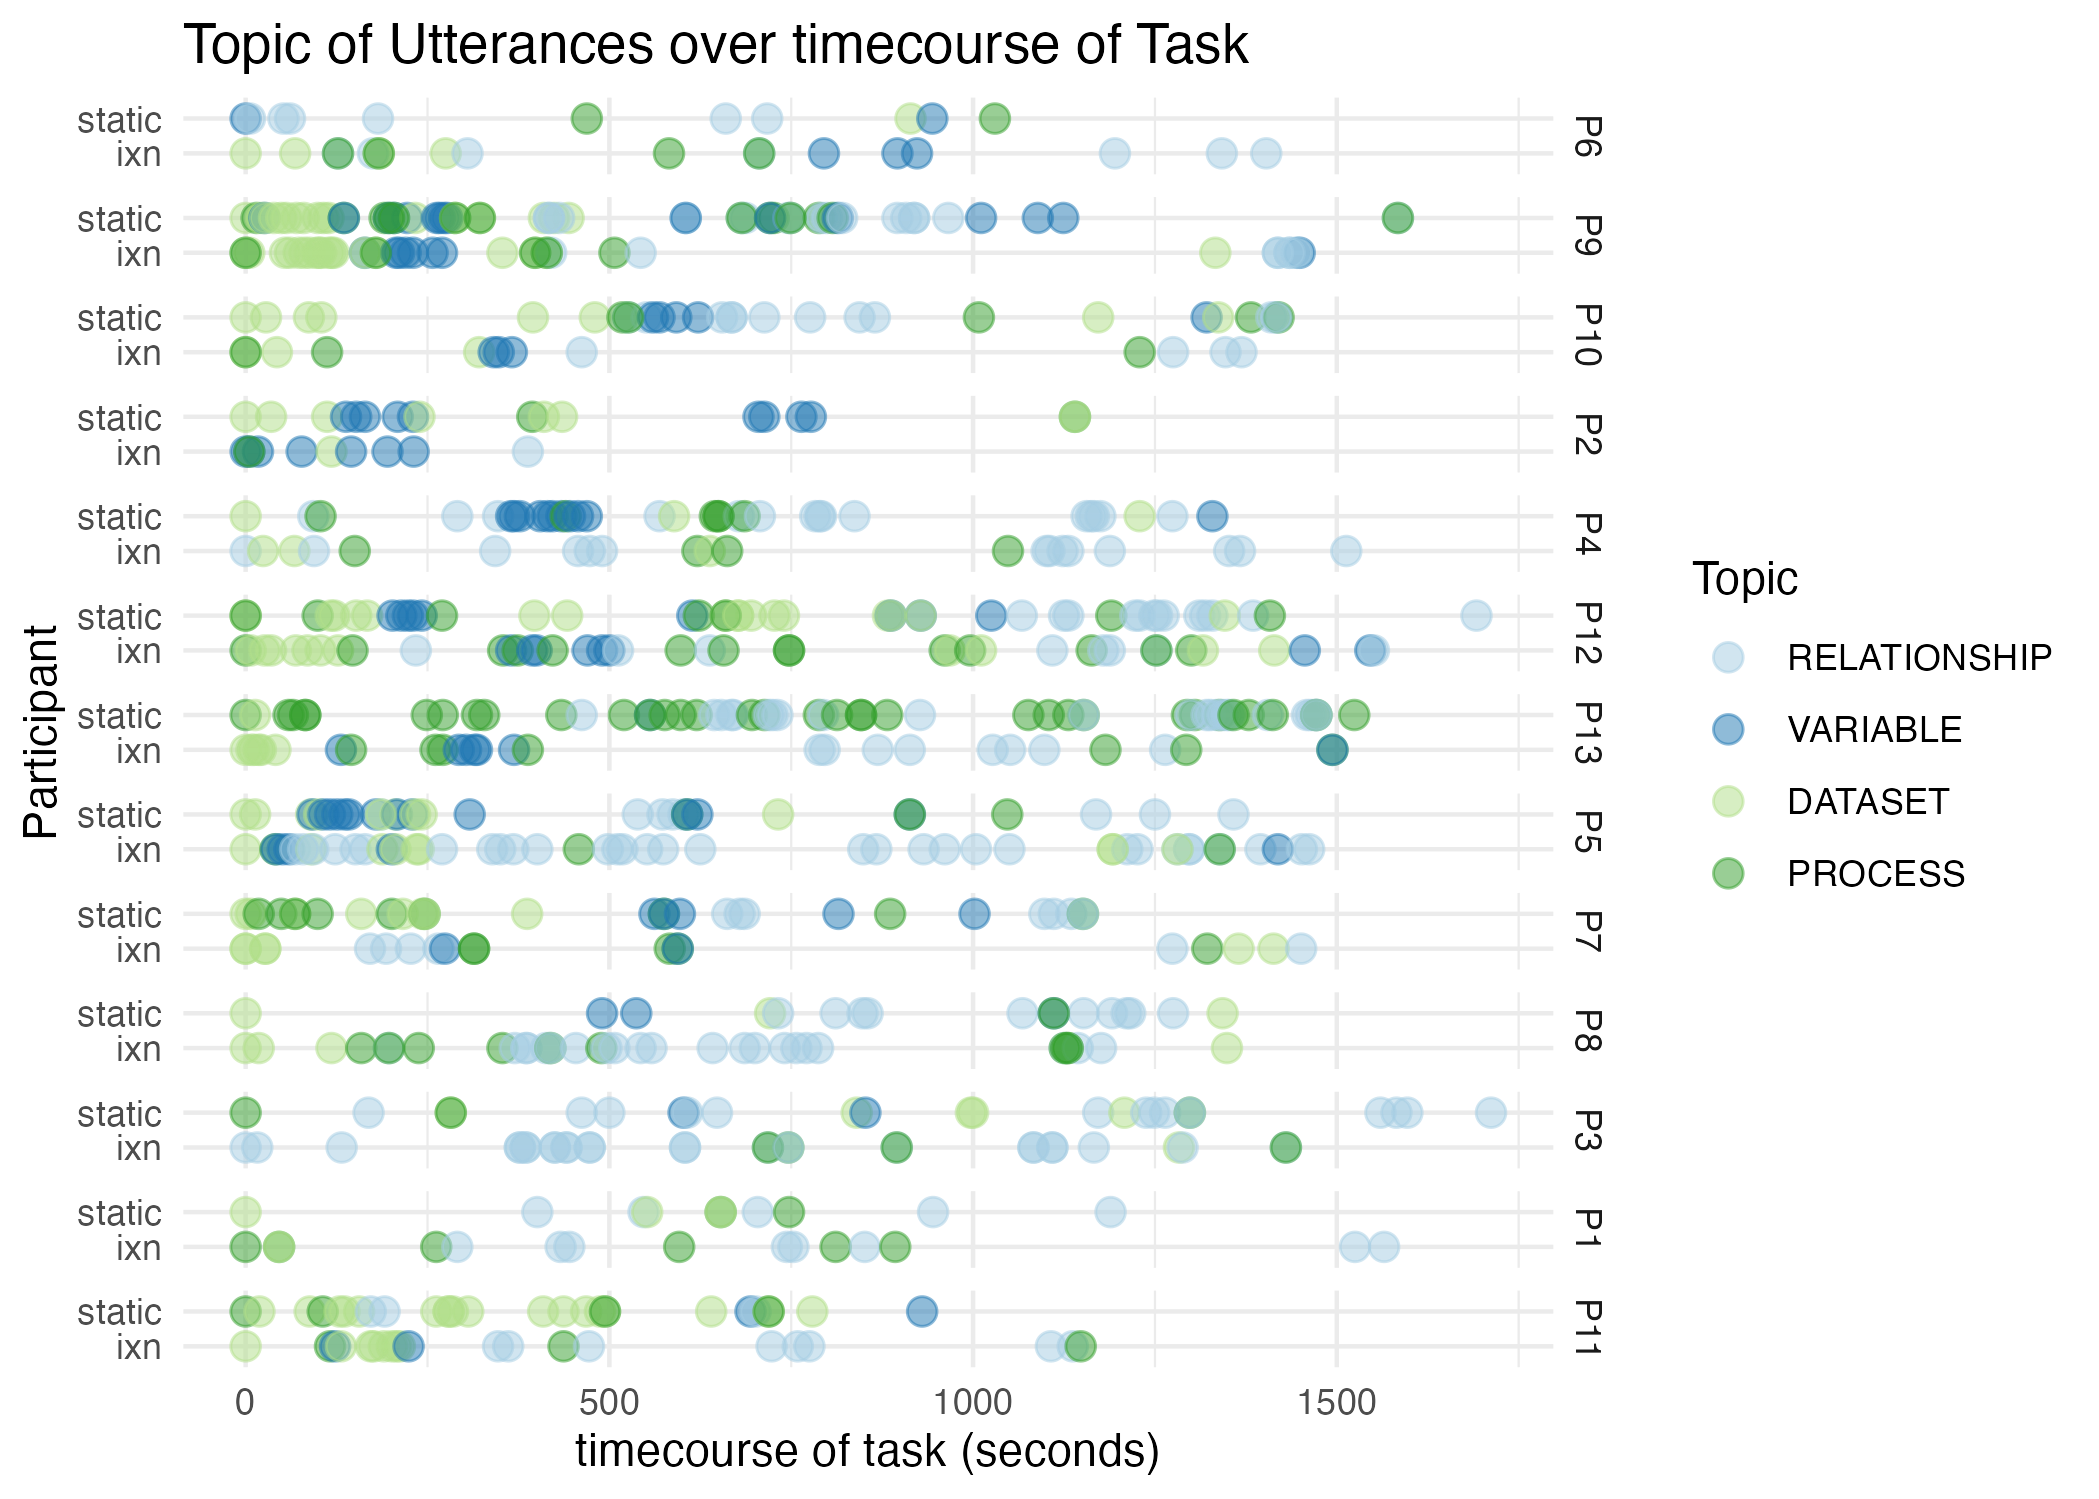 Topic of Utterances over timecourse of Task
static
ixn
P6
static
ixn
P9
static
ixn
P10
static
ixn
P2
static
ixn
P4
static
ixn
P12
static
ixn
P13
static
ixn
P5
static
ixn
P7
static
ixn
P8
static
ixn
P3
static
ixn
P1
static
ixn
P11
Participant
0 500 1000 1500
timecourse of task (seconds)
Topic
RELATIONSHIP
VARIABLE
DATASET
PROCESS